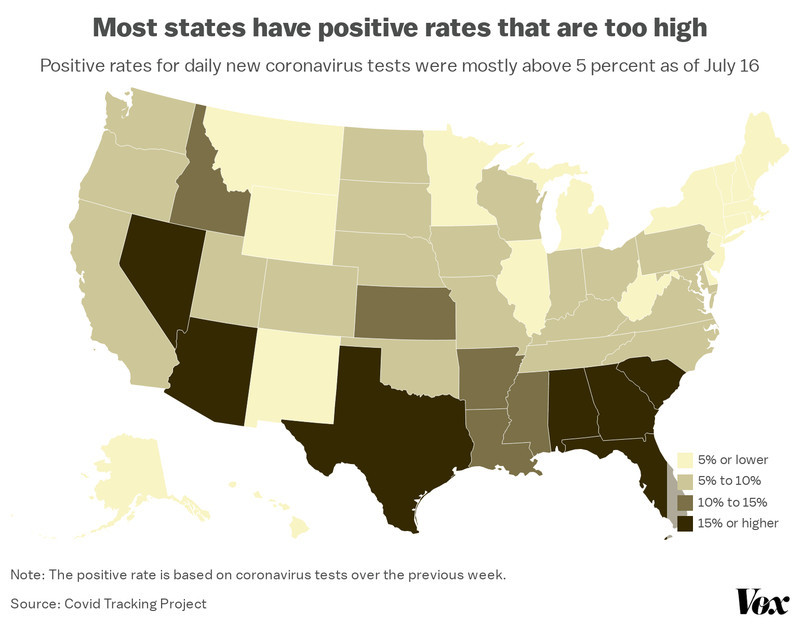 Most states have positive rates that are too high
Positive rates for daily new coronavirus tests were mostly above 5 percent as of July 16
5% or lower
5% to 10%
10% to 15%
15% or higher
Note: The positive rate is based on coronavirus tests over the previous week.
Source: Covid Tracking Project
Vox